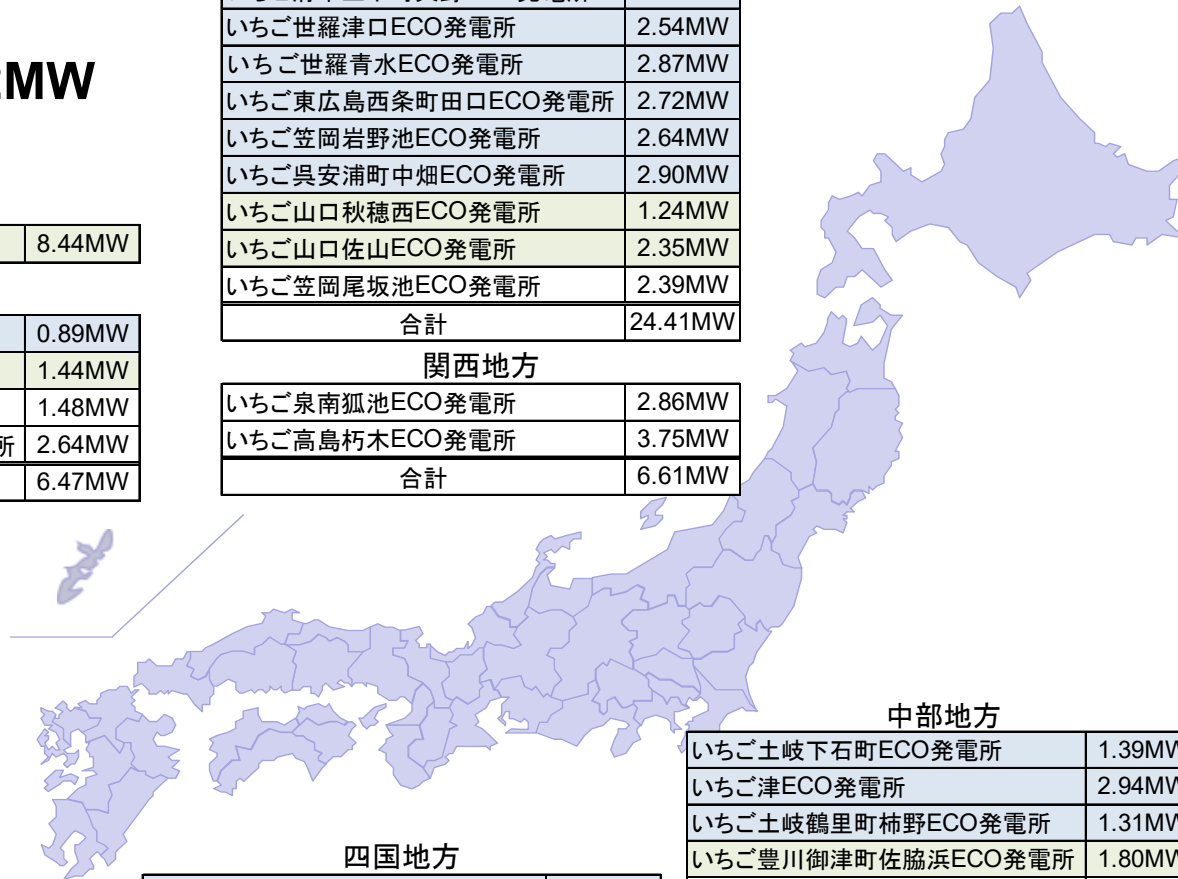 MW
8.44MW
0.89MW
1.44MW
1.48MW
所 2.64MW
6.47MW
いちご世羅津口ECO発電所 2.54MW
いちご世羅青水ECO発電所 2.87MW
いちご東広島西条町田口ECO発電所 2.72MW
いちご笠岡岩野池ECO発電所 2.64MW
いちご呉安浦町中畑ECO発電所 2.90MW
いちご山口秋穂西ECO発電所 1.24MW
いちご山口佐山ECO発電所 2.35MW
いちご笠岡尾坂池ECO発電所 2.39MW
合計 24.41MW
関西地方
いちご泉南狐池ECO発電所 2.86MW
いちご高島朽木ECO発電所 3.75MW
合計 6.61MW
中部地方
いちご土岐下石町ECO発電所 1.39MW
いちご津ECO発電所 2.94MW
いちご土岐鶴里町柿野ECO発電所 1.31MW
いちご豊川御津町佐脇浜ECO発電所 1.80MW
四国地方